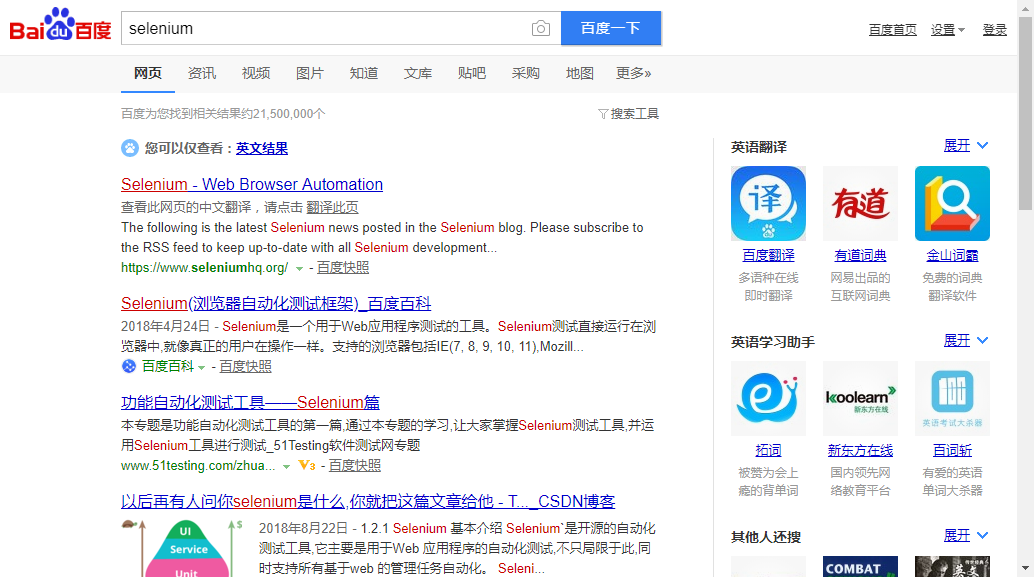 Bai du 百度
selenium
百度一下
百度首页 设置 登录
网页 资讯 视频 图片 知道 文库 贴吧 采购 地图 更多»
百度为您找到相关结果约21,500,000个
搜索工具
您可以仅查看：英文结果
Selenium - Web Browser Automation
查看此网页的中文翻译，请点击 翻译此页
The following is the latest Selenium news posted in the Selenium blog. Please subscribe to
the RSS feed to keep up-to-date with all Selenium development...
https://www.seleniumhq.org/ - 百度快照
Selenium(浏览器自动化测试框架)_百度百科
2018年4月24日 - Selenium是一个用于Web应用程序测试的工具。Selenium测试直接运行在浏
览器中,就像真正的用户在操作一样。支持的浏览器包括IE(7, 8, 9, 10, 11),Mozill...
百度百科 - 百度快照
功能自动化测试工具——Selenium篇
本专题是功能自动化测试工具的第一篇,通过本专题的学习,让大家掌握Selenium测试工具,并运
用Selenium工具进行测试_51Testing软件测试网专题
www.51testing.com/zhua... V3 - 百度快照
以后再有人问你selenium是什么,你就把这篇文章给他 - T..._CSDN博客
UI
Service
Unit
$
2018年8月22日 - 1.2.1 Selenium 基本介绍 Selenium`是开源的自动化
测试工具,它主要是用于Web 应用程序的自动化测试,不只局限于此,同
时支持所有基于web 的管理任务自动化。 Seleni...
英语翻译 展开
译
有道
百度翻译 有道词典 金山词霸
多语种在线 网易出品的 免费的词典
即时翻译 互联网词典 翻译软件
英语学习助手 展开
koolearn
新东方在线
英语考试大杀器
拓词 新东方在线 百词斩
被赞为会上 国内领先网 有爱的英语
瘾的背单词 络教育平台 单词大杀器
其他人还搜 展开
COMBAT
英文